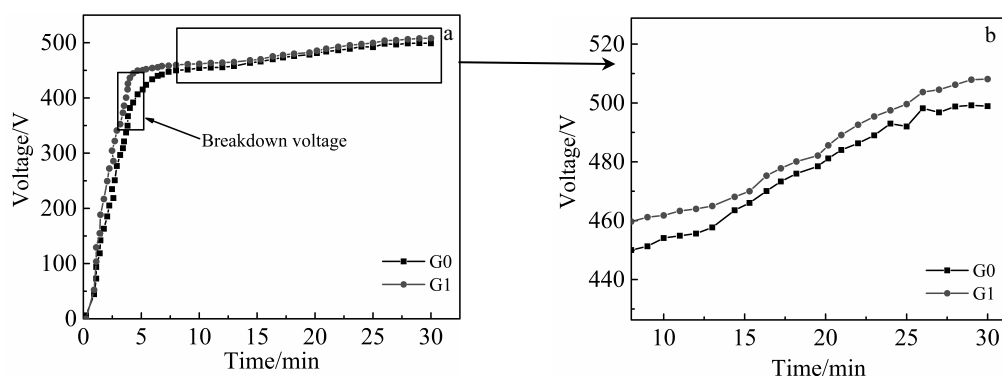 a
500
400
300
200
100
0
Voltage/V
Breakdown voltage
G0
G1
0 5 10 15 20 25 30
Time/min
b
520
500
480
460
440
Voltage/V
G0
G1
10 15 20 25 30
Time/min